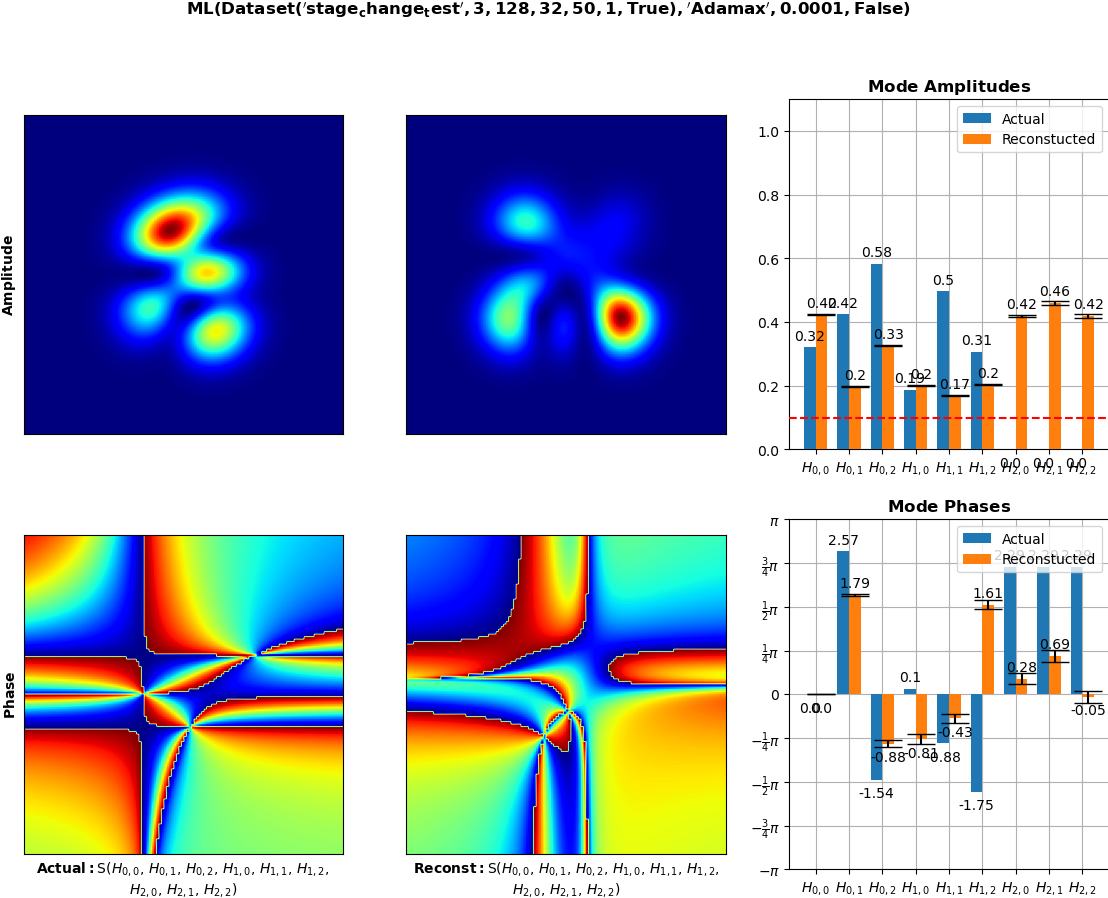 ML(Dataset('stage_change_test', 3, 128, 32, 50, 1, True), 'Adamax', 0.0001, False)
Mode Amplitudes
Actual
Reconstucted
1.0
0.8
0.6
0.4
0.2
0.0
0.32
0.42
0.42
0.2
0.58
0.33
0.19
0.2
0.5
0.17
0.31
0.2
0.0
0.42
0.0
0.46
0.0
0.42
H0,0 H0,1 H0,2 H1,0 H1,1 H1,2 H2,0 H2,1 H2,2
Amplitude
Mode Phases
Actual
Reconstucted
π
3/4π
1/2π
1/4π
0
−1/4π
−1/2π
−3/4π
−π
0.0
0.0
2.57
1.79
-1.54
-0.88
0.1
-0.81
-0.88
-0.43
-1.75
1.61
2.29
0.28
2.29
0.69
2.29
-0.05
H0,0 H0,1 H0,2 H1,0 H1,1 H1,2 H2,0 H2,1 H2,2
Phase
Actual: S(H0,0, H0,1, H0,2, H1,0, H1,1, H1,2,
H2,0, H2,1, H2,2)
Reconst: S(H0,0, H0,1, H0,2, H1,0, H1,1, H1,2,
H2,0, H2,1, H2,2)